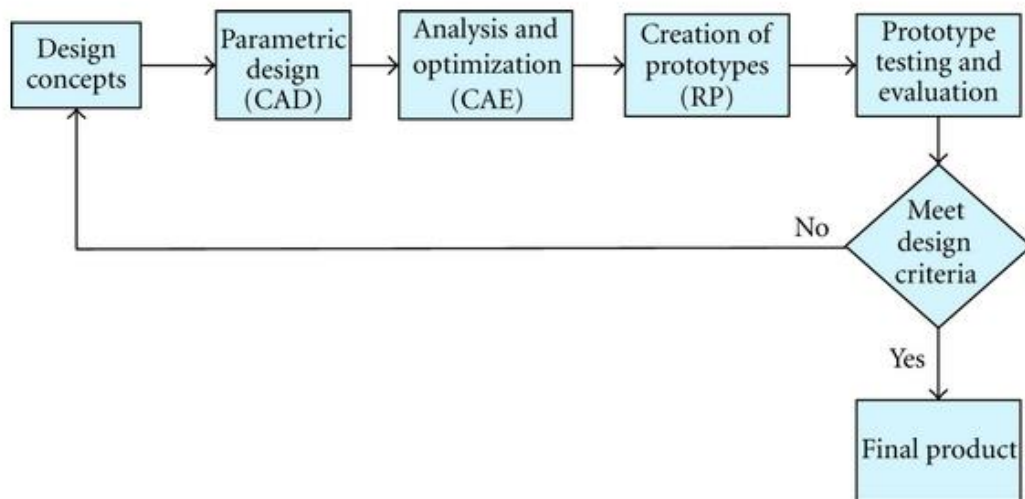 Design
concepts
Parametric
design
(CAD)
Analysis and
optimization
(CAE)
Creation of
prototypes
(RP)
Prototype
testing and
evaluation
No
Meet
design
criteria
Yes
Final product